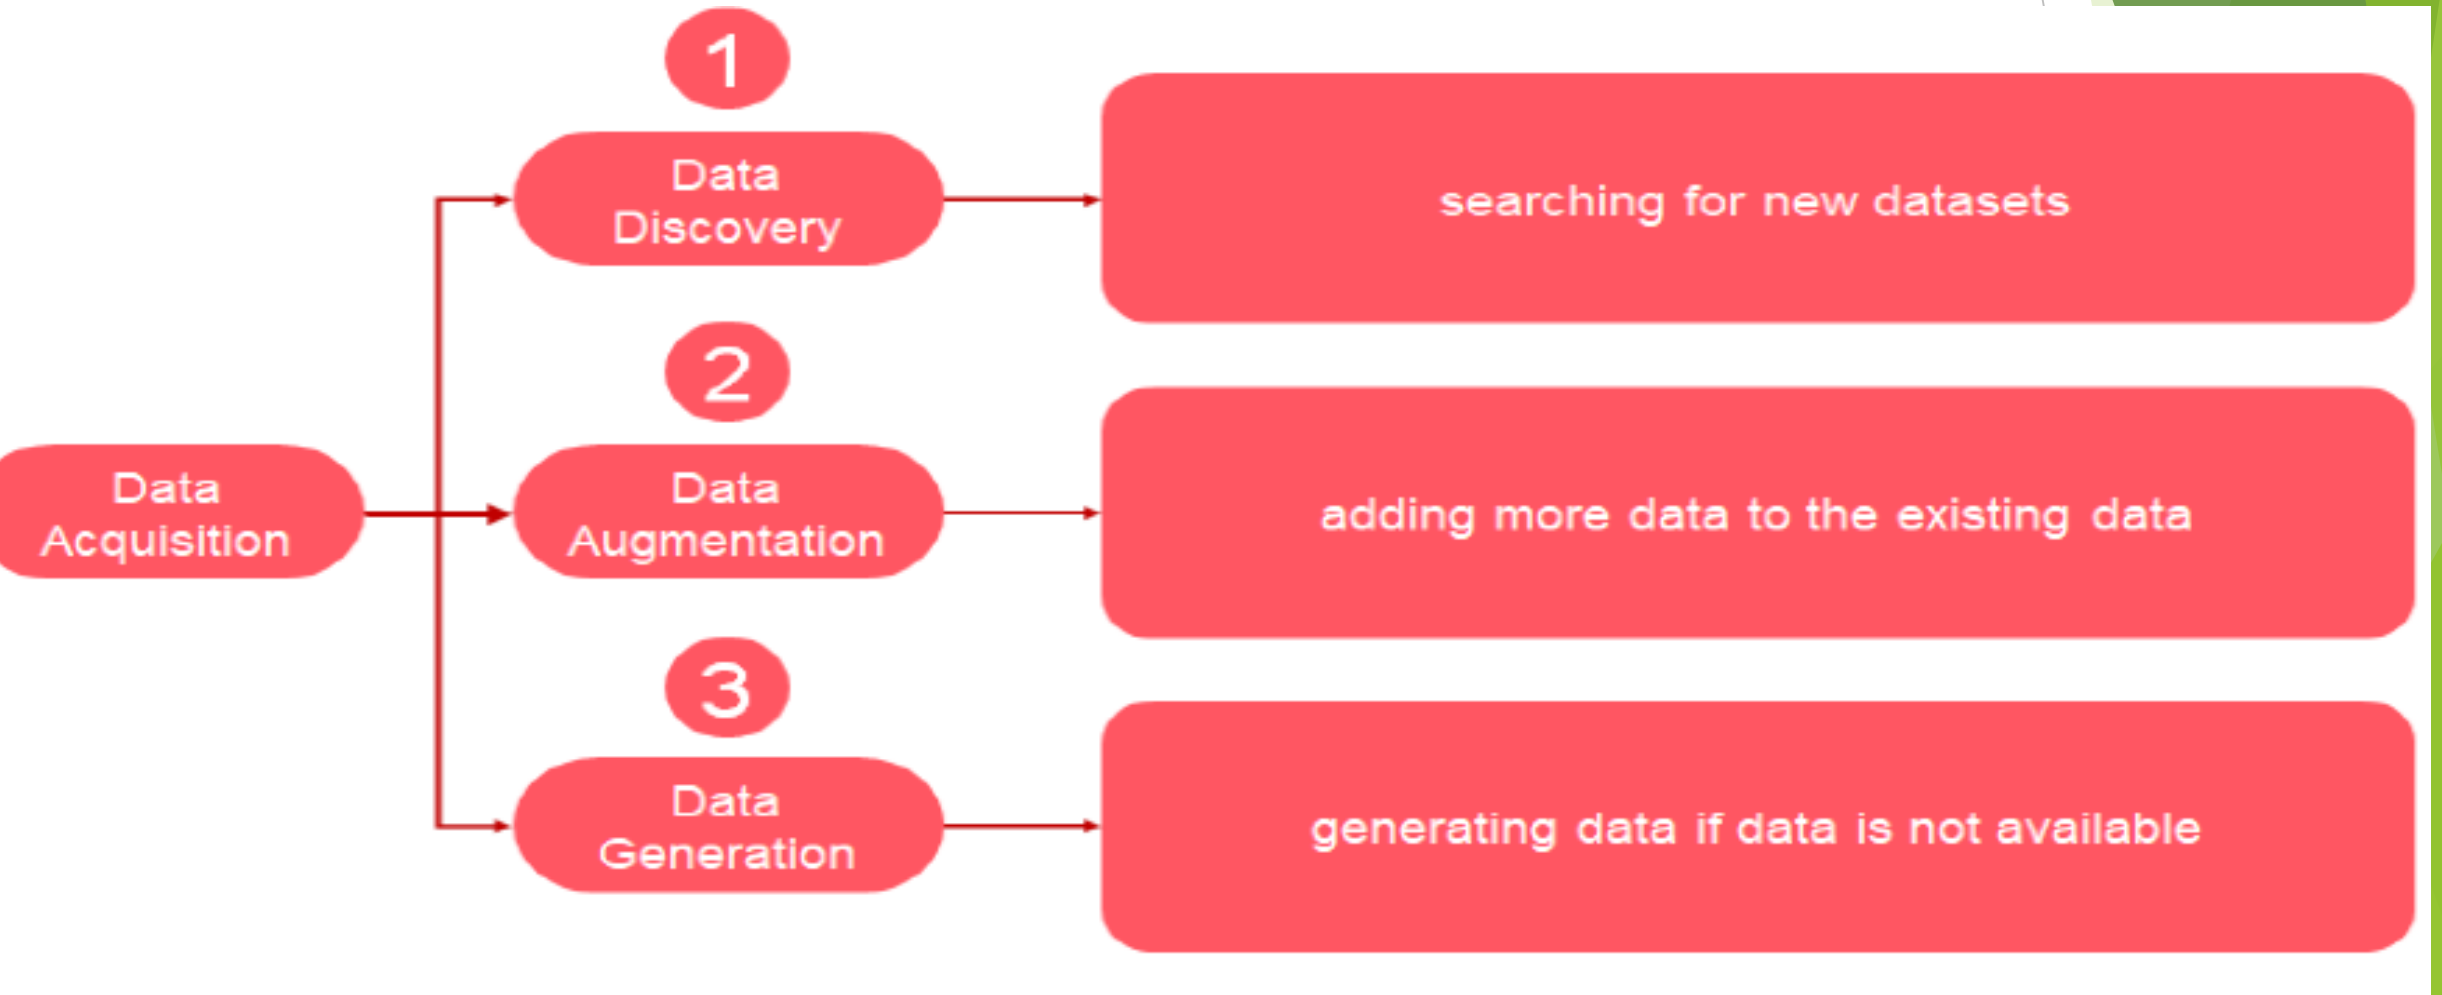 1
Data
Discovery
searching for new datasets
2
Data
Acquisition
Data
Augmentation
adding more data to the existing data
3
Data
Generation
generating data if data is not available